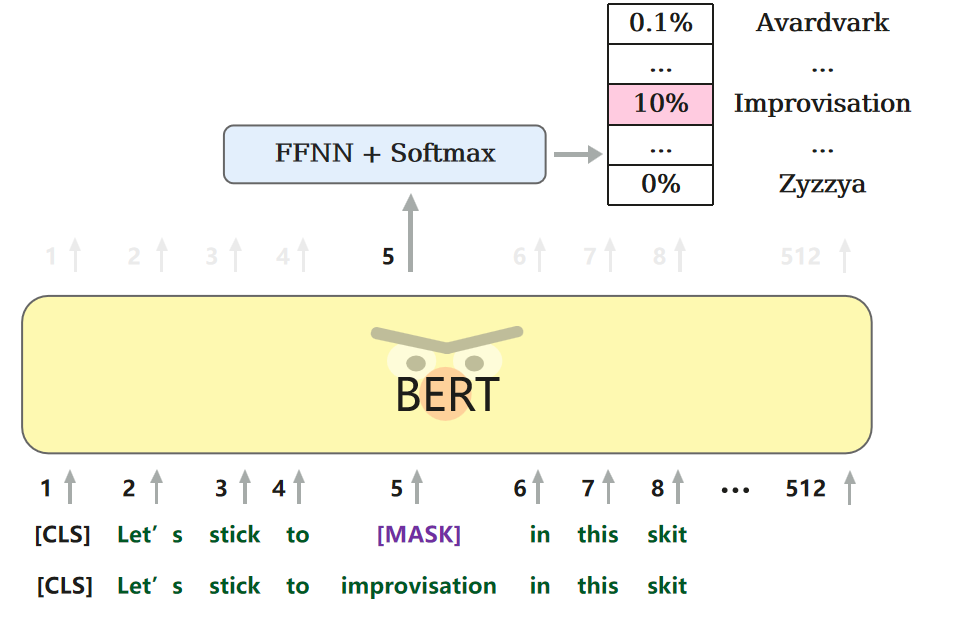 0.1% Avardvark
... ...
10% Improvisation
FFNN + Softmax
... ...
0% Zyzzya
1 2 3 4 5 6 7 8 512
BERT
1 2 3 4 5 6 7 8 ... 512
[CLS] Let’ s stick to [MASK] in this skit
[CLS] Let’ s stick to improvisation in this skit